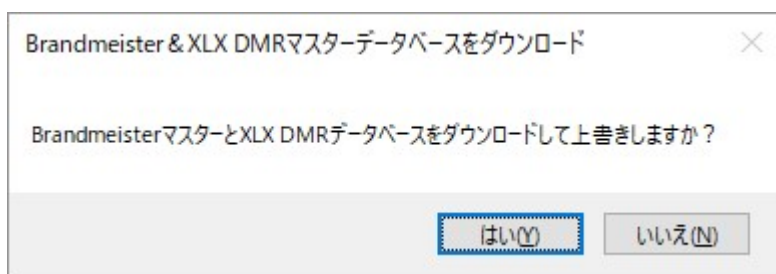 Brandmeister＆XLX DMRマスターデータベースをダウンロード
BrandmeisterマスターとXLX DMRデータベースをダウンロードして上書きしますか？
はい(Y)
いいえ(N)